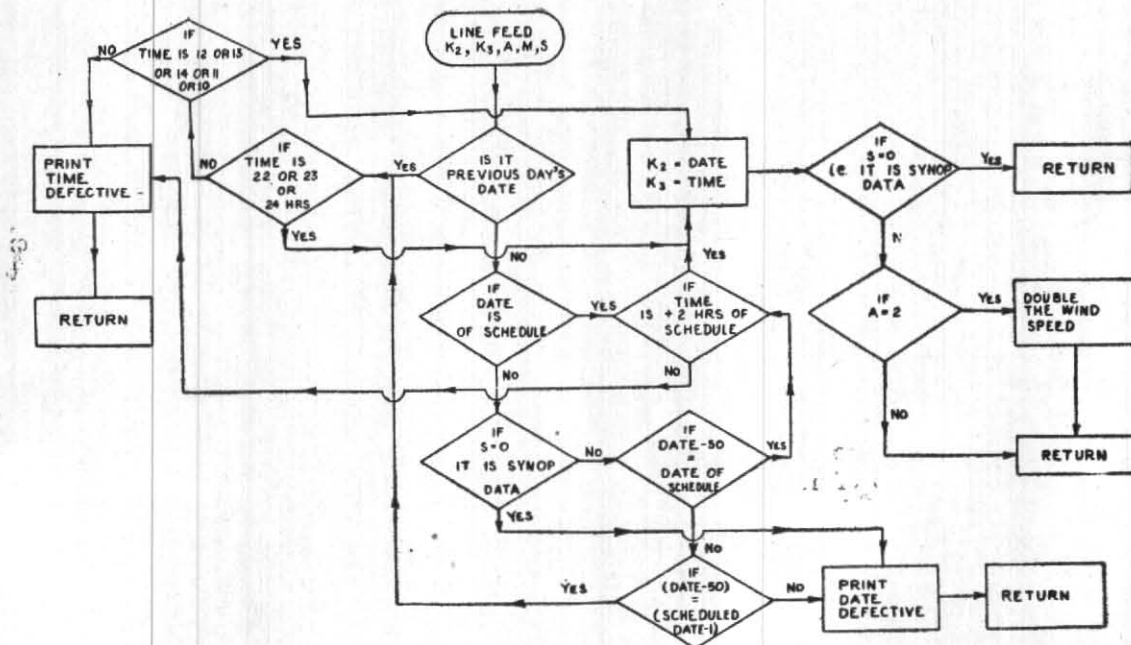 LINE FEED
K2, K3, A, M, S
IF
TIME IS 12 OR 13
OR 14 OR 11
OR 10
NO
YES
PRINT
TIME
DEFECTIVE
RETURN
IF
TIME IS
22 OR 23
OR
24 HRS
NO
YES
YES
IS IT
PREVIOUS DAY'S
DATE
NO
K2 = DATE
K3 = TIME
IF
S=0
(i.e. IT IS SYNOP
DATA
YES
RETURN
N
IF
DATE
IS
OF SCHEDULE
YES
NO
IF
TIME
IS +2 HRS OF
SCHEDULE
YES
NO
IF
A=2
YES
NO
DOUBLE
THE WIND
SPEED
RETURN
IF
S=0
IT IS SYNOP
DATA
NO
YES
IF
DATE-50
=
DATE OF
SCHEDULE
YES
NO
IF
(DATE-50)
=
(SCHEDULED
DATE-1)
YES
NO
PRINT
DATE
DEFECTIVE
RETURN